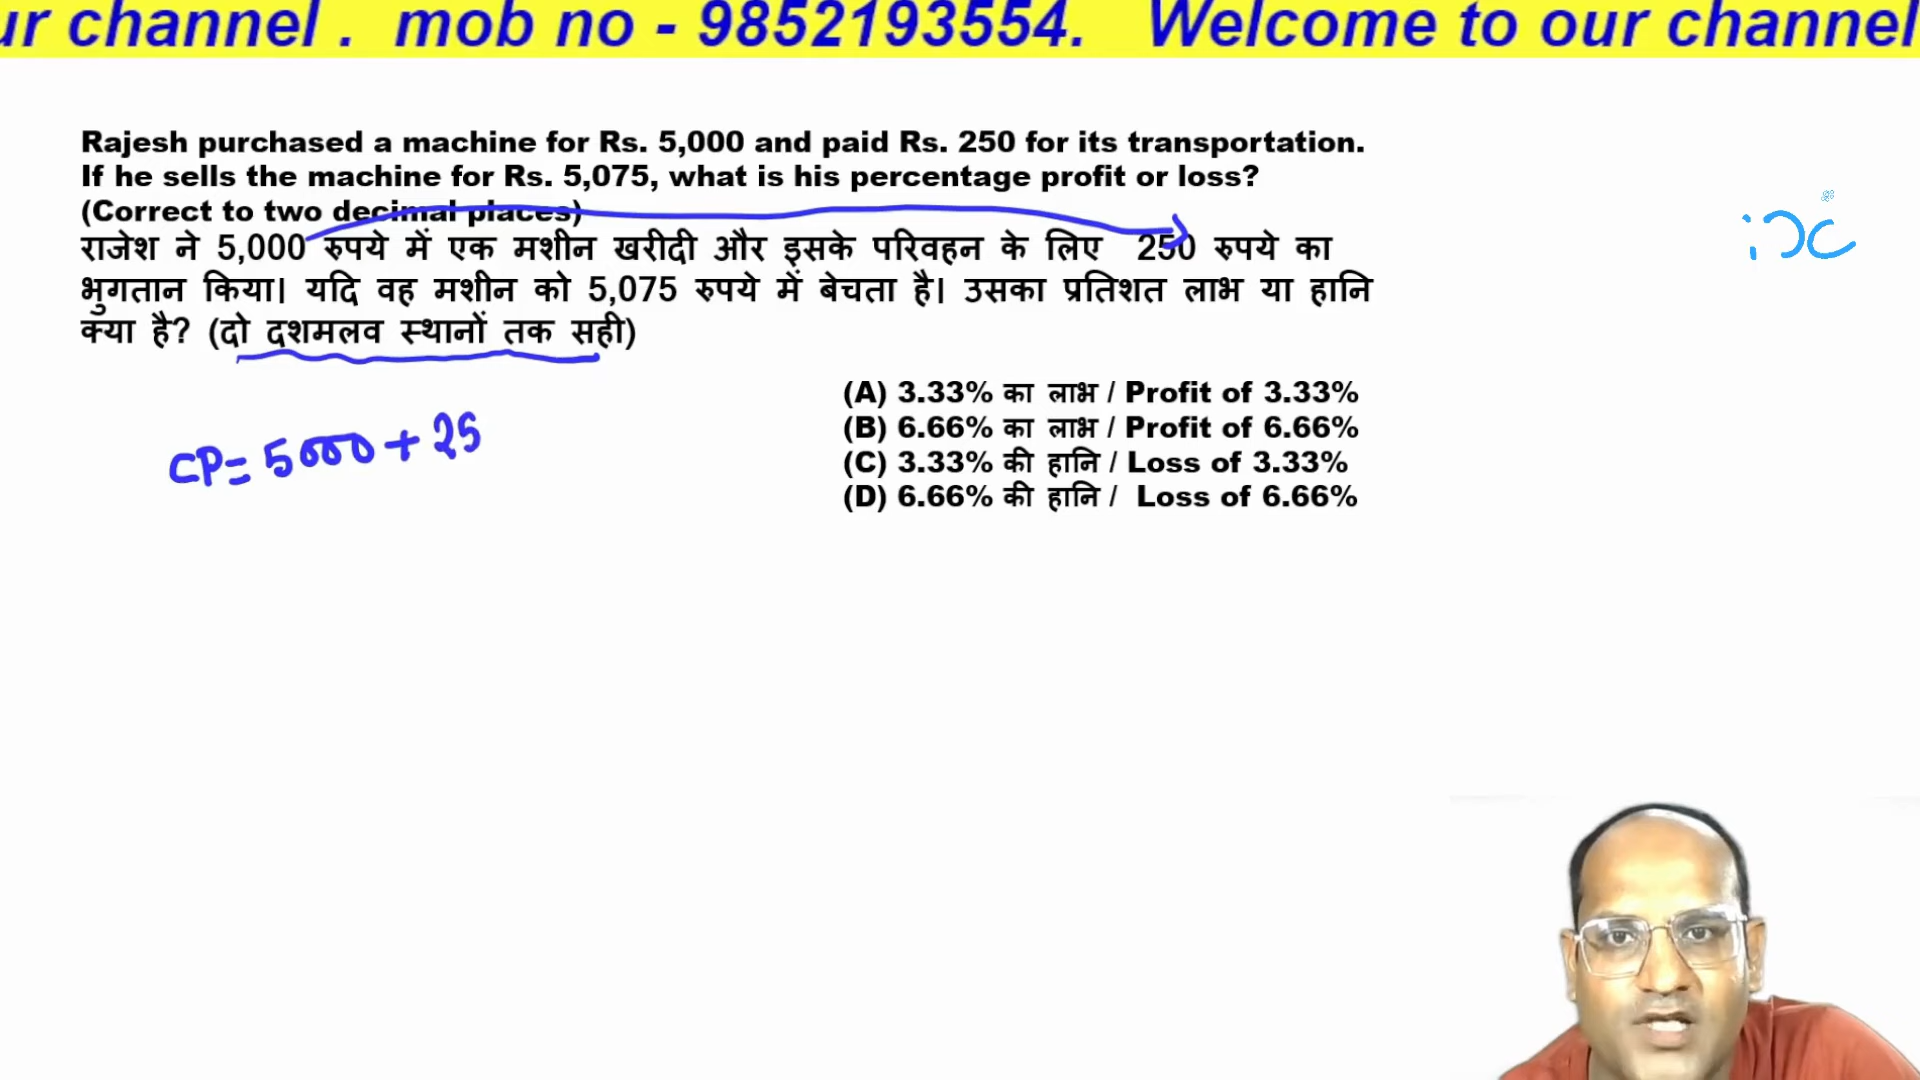 ur channel .  mob no - 9852193554.   Welcome to our channel
Rajesh purchased a machine for Rs. 5,000 and paid Rs. 250 for its transportation.
If he sells the machine for Rs. 5,075, what is his percentage profit or loss?
(Correct to two decimal places)
राजेश ने 5,000 रुपये में एक मशीन खरीदी और इसके परिवहन के लिए 250 रुपये का
भुगतान किया। यदि वह मशीन को 5,075 रुपये में बेचता है। उसका प्रतिशत लाभ या हानि
क्या है? (दो दशमलव स्थानों तक सही)
(A) 3.33% का लाभ / Profit of 3.33%
(B) 6.66% का लाभ / Profit of 6.66%
(C) 3.33% की हानि / Loss of 3.33%
(D) 6.66% की हानि / Loss of 6.66%
CP= 5000 + 25